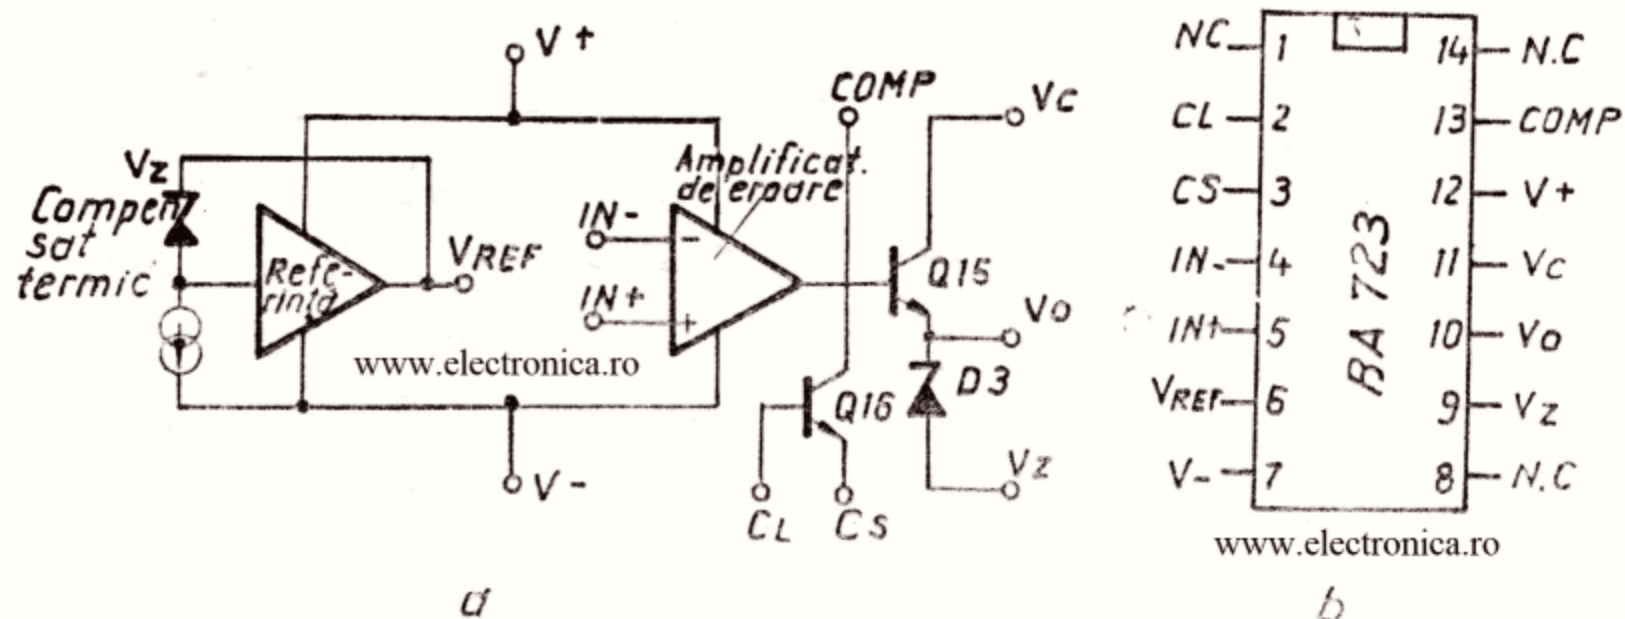 V+
COMP
Vc
Vz
Compen
sat
termic
Refe-
rintă
VREF
Amplificat.
de eroare
IN-
IN+
-
+
Q15
Vo
www.electronica.ro
Q16
D3
V-
CL
CS
Vz
a
NC 1
CL 2
CS 3
IN- 4
IN+ 5
VREF 6
V- 7
BA 723
14 N.C
13 COMP
12 V+
11 Vc
10 Vo
9 Vz
8 N.C
www.electronica.ro
b